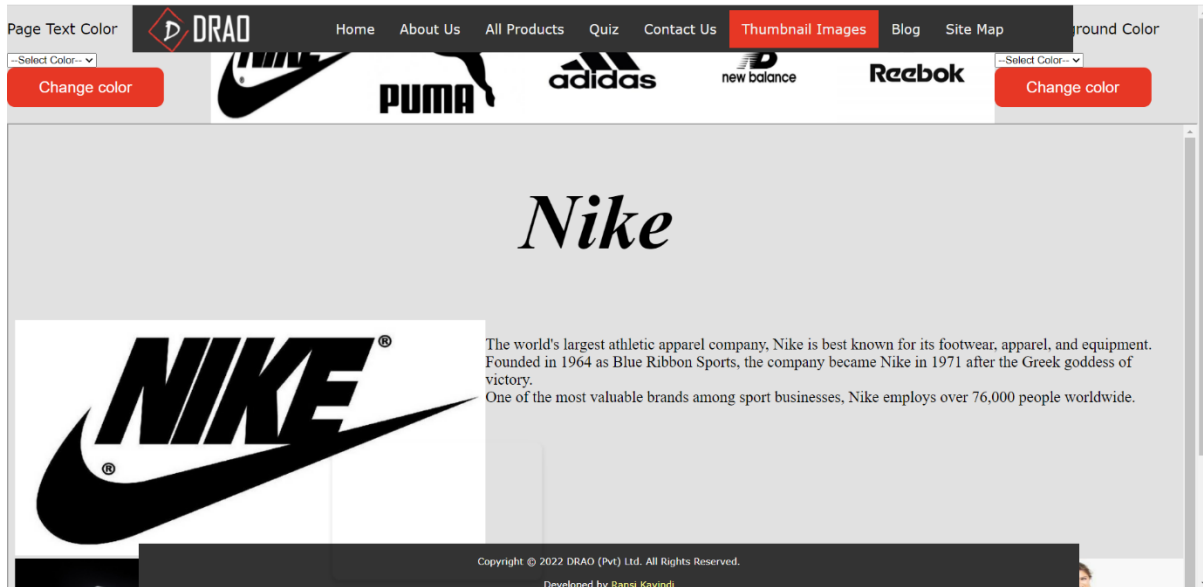 Page Text Color
DRAO
Home About Us All Products Quiz Contact Us Thumbnail Images Blog Site Map
ground Color
--Select Color--
Change color
PUMA
adidas
new balance
Reebok
--Select Color--
Change color
Nike
NIKE®
®
The world's largest athletic apparel company, Nike is best known for its footwear, apparel, and equipment.
Founded in 1964 as Blue Ribbon Sports, the company became Nike in 1971 after the Greek goddess of
victory.
One of the most valuable brands among sport businesses, Nike employs over 76,000 people worldwide.
Copyright © 2022 DRAO (Pvt) Ltd. All Rights Reserved.
Developed by Ransi Kavindi